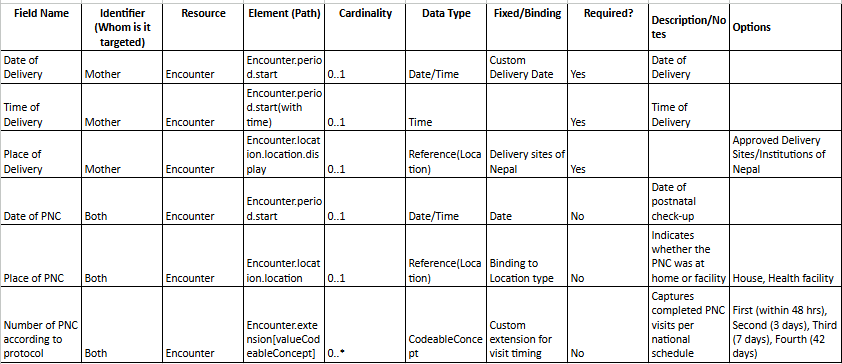 Field Name	Identifier (Whom is it targeted)	Resource	Element (Path)	Cardinality	Data Type	Fixed/Binding	Required?	Description/Notes	Options
Date of Delivery	Mother	Encounter	Encounter.period.start	0..1	Date/Time	Custom Delivery Date	Yes	Date of Delivery
Time of Delivery	Mother	Encounter	Encounter.period.start(with time)	0..1	Time		Yes	Time of Delivery
Place of Delivery	Mother	Encounter	Encounter.location.location.display	0..1	Reference(Location)	Delivery sites of Nepal	Yes		Approved Delivery Sites/Institutions of Nepal
Date of PNC	Both	Encounter	Encounter.period.start	0..1	Date/Time	Date	No	Date of postnatal check-up
Place of PNC	Both	Encounter	Encounter.location.location	0..1	Reference(Location)	Binding to Location type	No	Indicates whether the PNC was at home or facility	House, Health facility
Number of PNC according to protocol	Both	Encounter	Encounter.extension[valueCodeableConcept]	0..*	CodeableConcept	Custom extension for visit timing	No	Captures completed PNC visits per national schedule	First (within 48 hrs), Second (3 days), Third (7 days), Fourth (42 days)